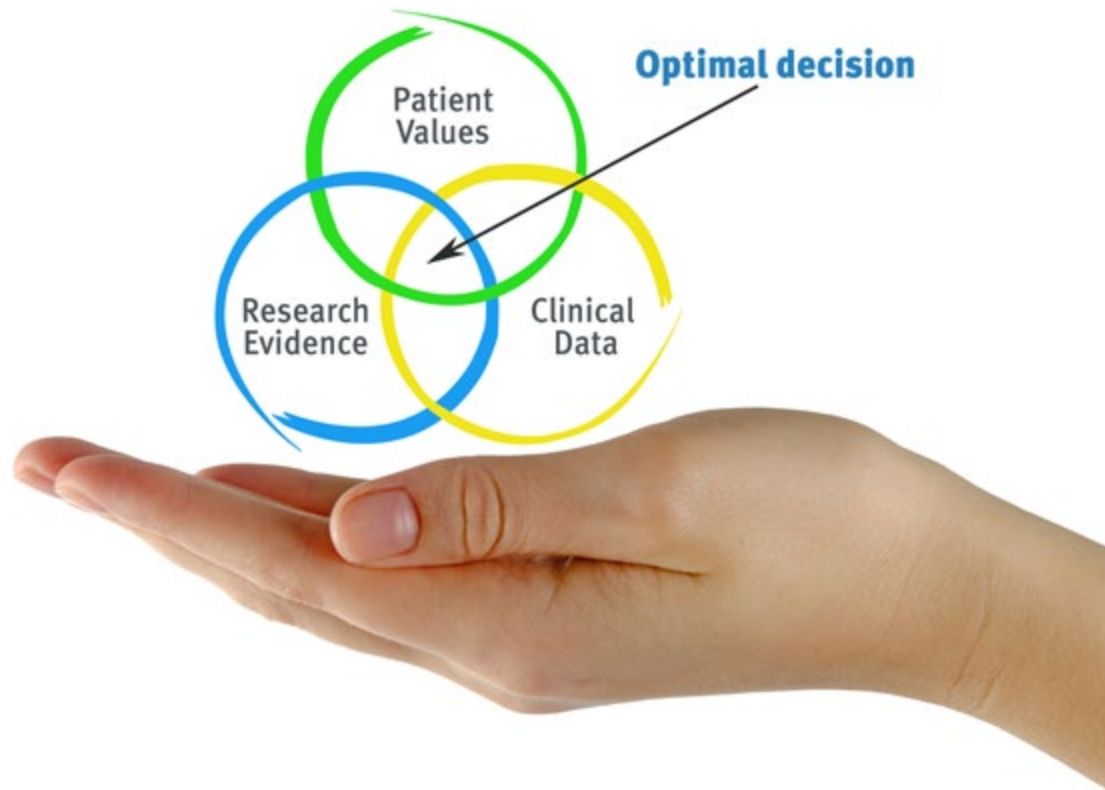 Optimal decision
Patient
Values
Research
Evidence
Clinical
Data